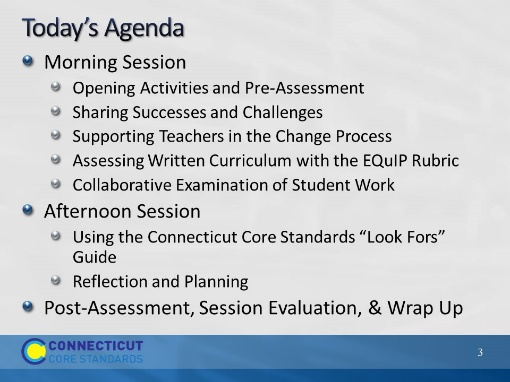 Today's Agenda
Morning Session
Opening Activities and Pre-Assessment
Sharing Successes and Challenges
Supporting Teachers in the Change Process
Assessing Written Curriculum with the EQuIP Rubric
Collaborative Examination of Student Work
Afternoon Session
Using the Connecticut Core Standards “Look Fors”
Guide
Reflection and Planning
Post-Assessment, Session Evaluation, & Wrap Up
CONNECTICUT
CORE STANDARDS
3